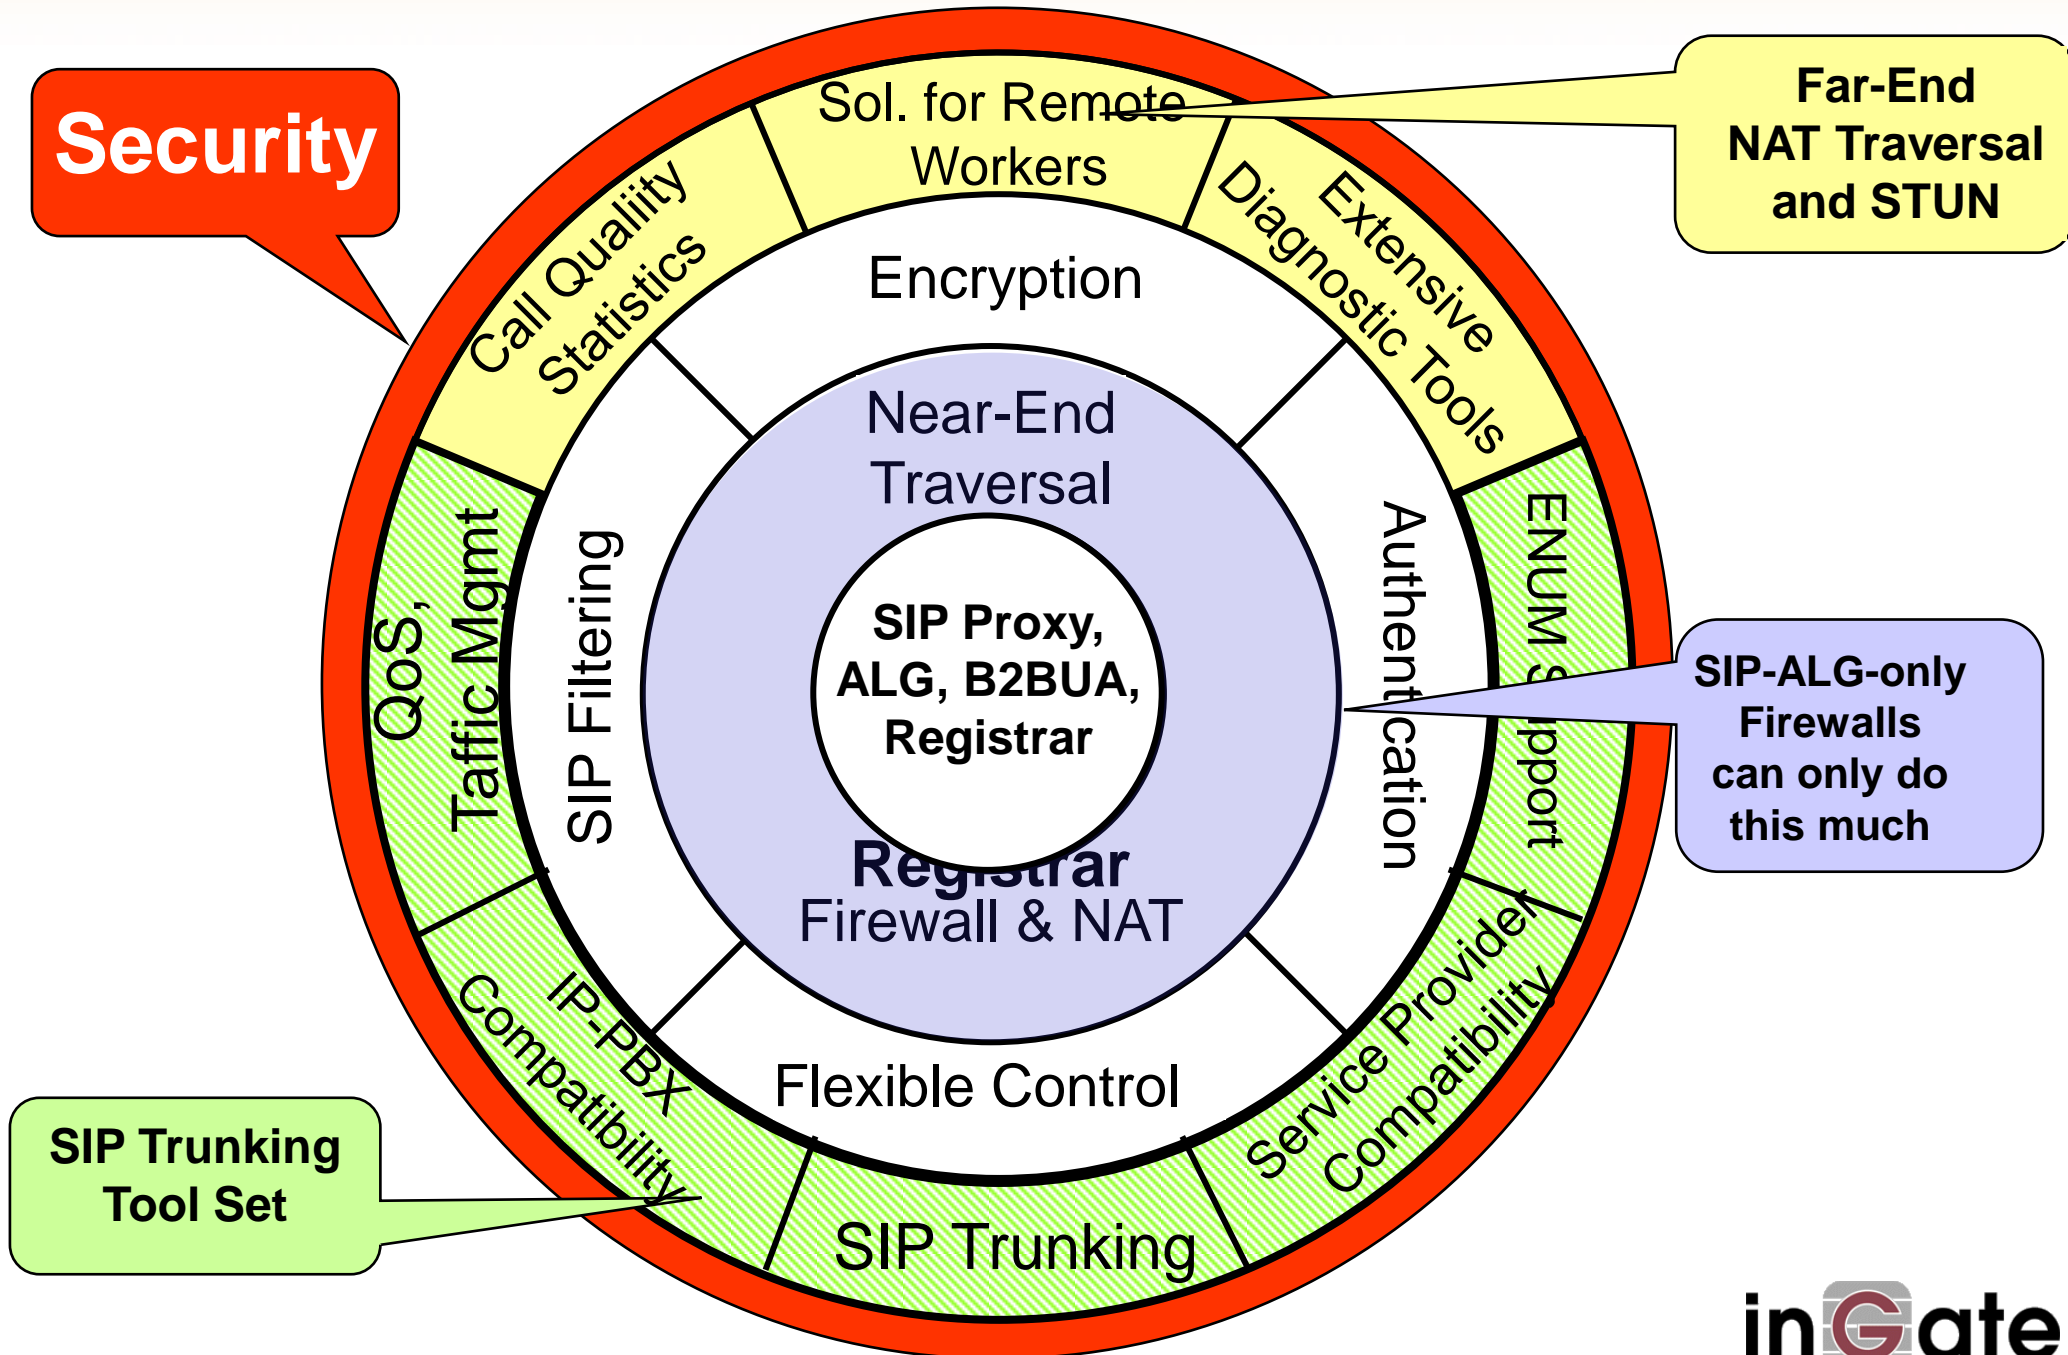 Security
Far-End
NAT Traversal
and STUN
Sol. for Remote
Workers
Call Qualiity
Statistics
Extensive
Diagnostic Tools
Encryption
Near-End
Traversal
SIP Proxy,
ALG, B2BUA,
Registrar
Registrar
Firewall & NAT
SIP Filtering
Authentication
Flexible Control
QoS,
Taffic Mgmt
ENUM Support
SIP-ALG-only
Firewalls
can only do
this much
IP-PBX
Compatibility
Service Provider
Compatibility
SIP Trunking
SIP Trunking
Tool Set
inGate